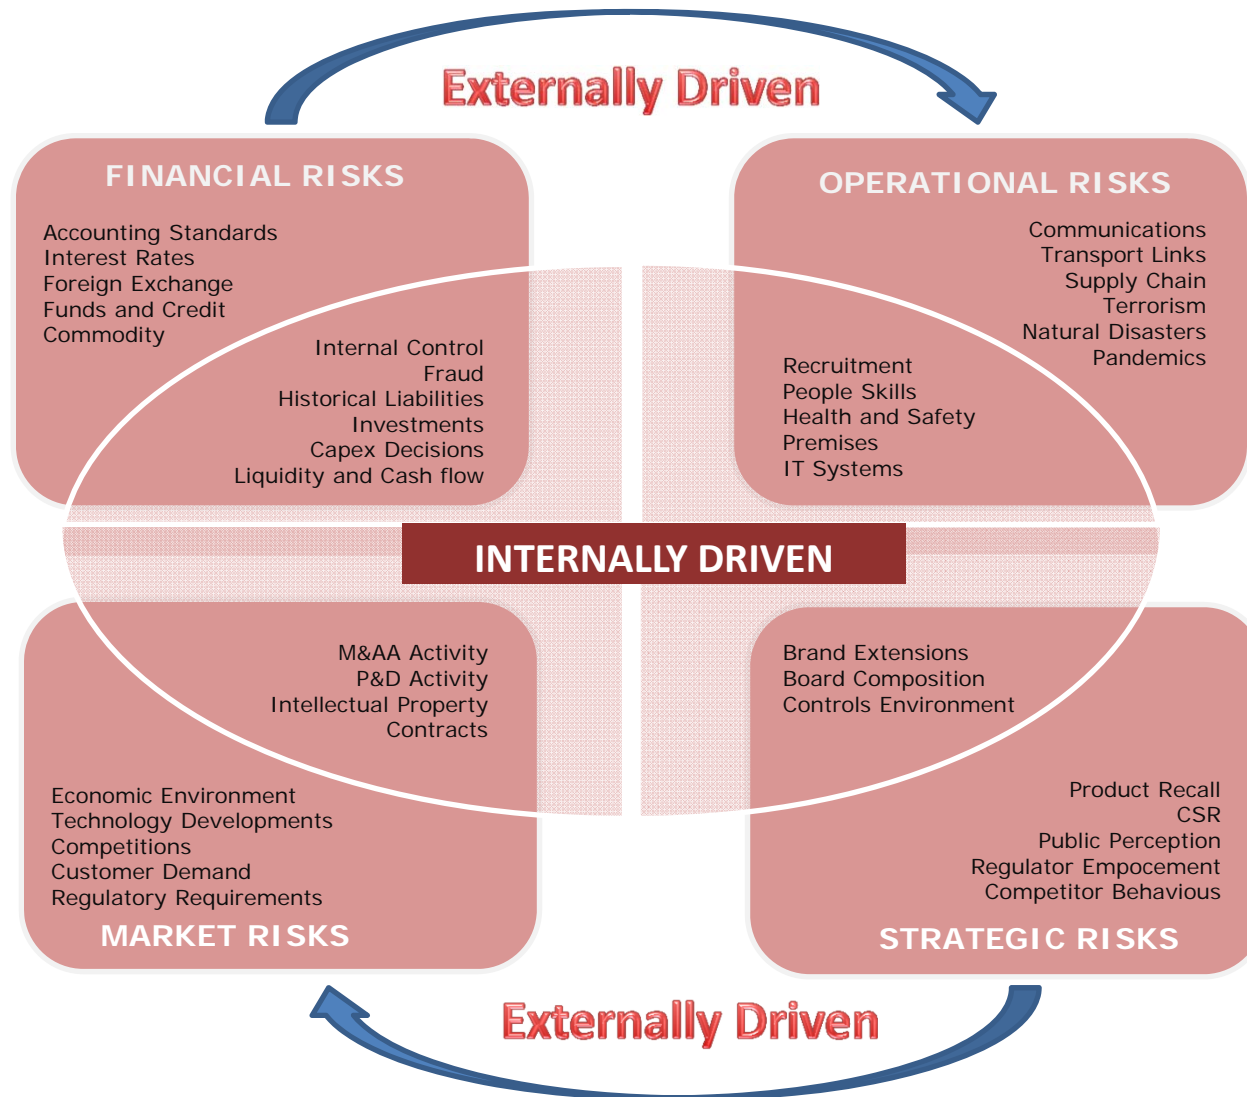 Externally Driven
FINANCIAL RISKS
Accounting Standards
Interest Rates
Foreign Exchange
Funds and Credit
Commodity
Internal Control
Fraud
Historical Liabilities
Investments
Capex Decisions
Liquidity and Cash flow
OPERATIONAL RISKS
Communications
Transport Links
Supply Chain
Terrorism
Natural Disasters
Pandemics
Recruitment
People Skills
Health and Safety
Premises
IT Systems
INTERNALLY DRIVEN
M&AA Activity
P&D Activity
Intellectual Property
Contracts
Economic Environment
Technology Developments
Competitions
Customer Demand
Regulatory Requirements
MARKET RISKS
Brand Extensions
Board Composition
Controls Environment
Product Recall
CSR
Public Perception
Regulator Empocement
Competitor Behavious
STRATEGIC RISKS
Externally Driven